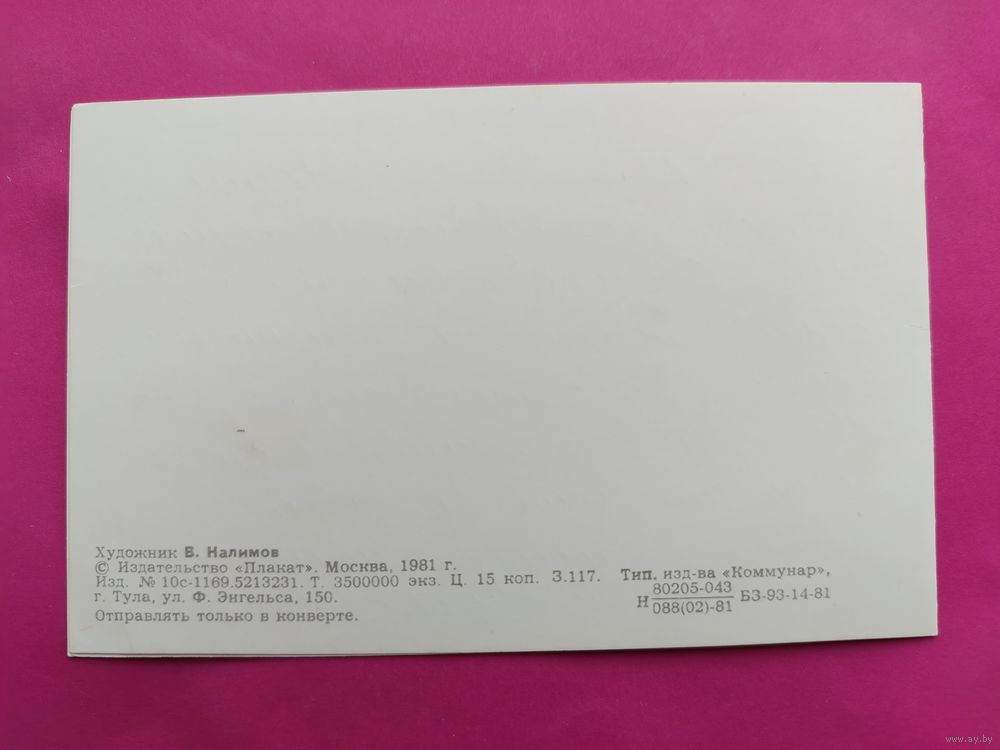 Художник В. Налимов
© Издательство «Плакат». Москва, 1981 г.
Изд. № 10с-1169.5213231. Т. 3500000 экз. Ц. 15 коп. З.117. Тип. изд-ва «Коммунар»,
г. Тула, ул. Ф. Энгельса, 150.
Н 80205-043 БЗ-93-14-81
088(02)-81
Отправлять только в конверте.
www.ay.by